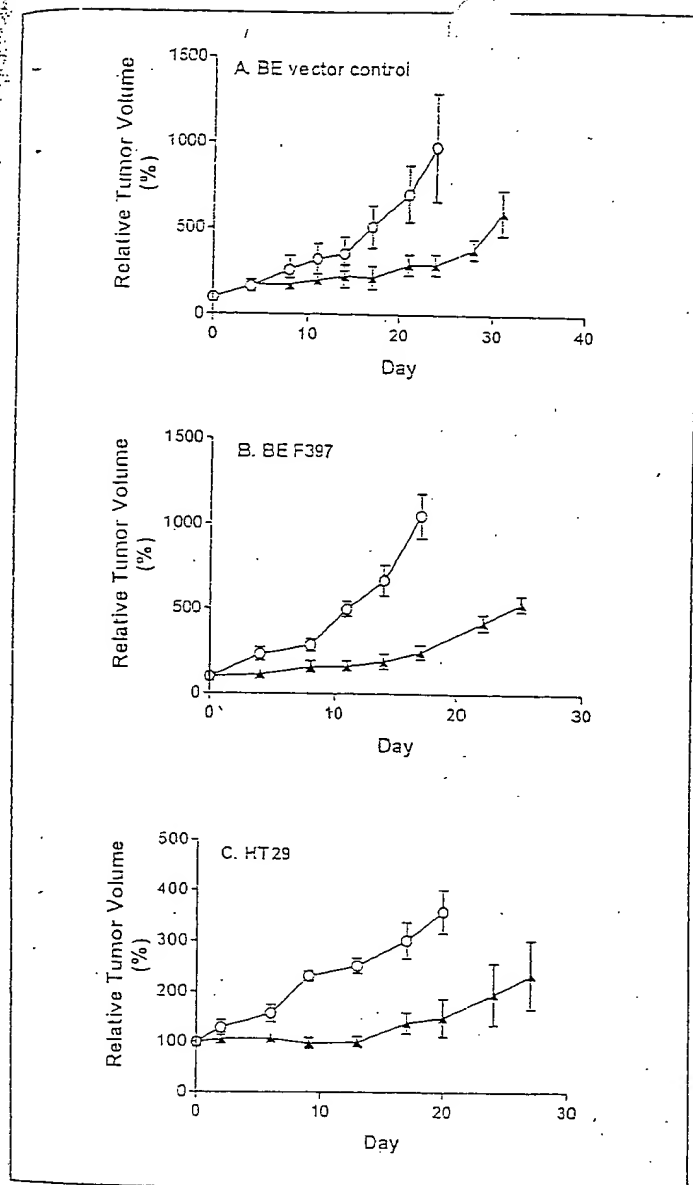 A. BE vector control
Relative Tumor Volume
(%)
1500
1000
500
0
0 10 20 30 40
Day
B. BE F397
Relative Tumor Volume
(%)
1500
1000
500
0
0 10 20 30
Day
C. HT29
Relative Tumor Volume
(%)
500
400
300
200
100
0
0 10 20 30
Day